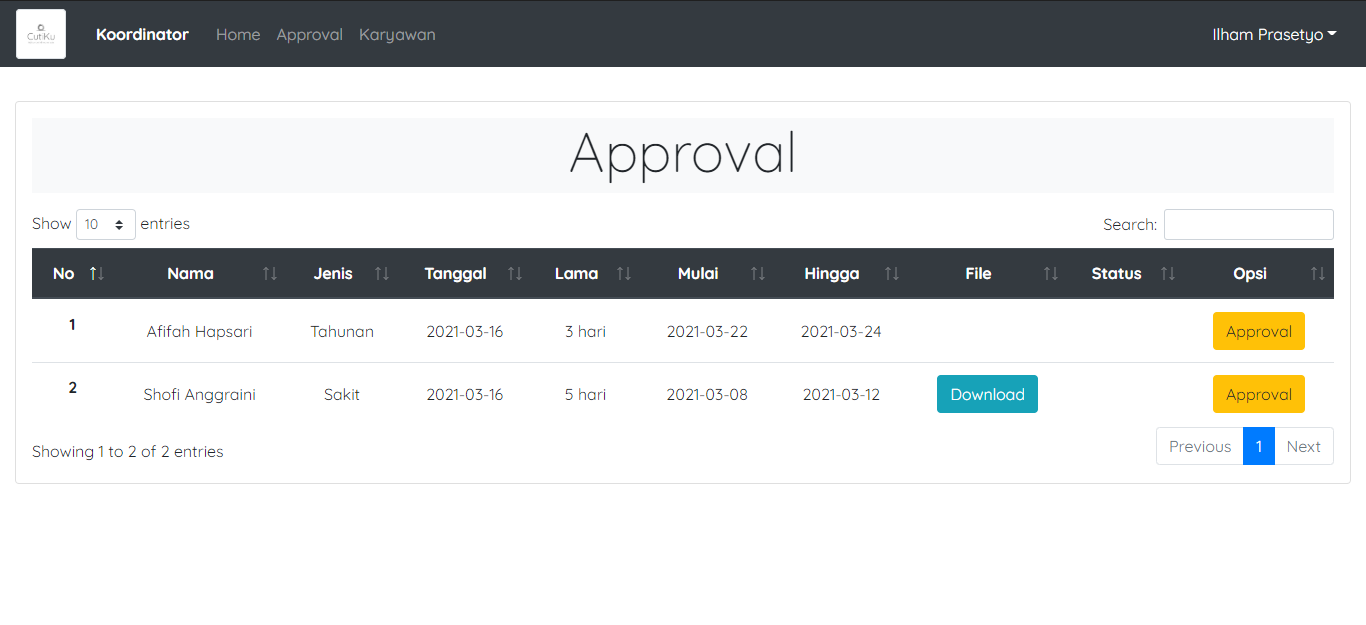 CutiKu Koordinator Home Approval Karyawan Ilham Prasetyo
Approval
Show 10 entries Search:
No Nama Jenis Tanggal Lama Mulai Hingga File Status Opsi
1 Afifah Hapsari Tahunan 2021-03-16 3 hari 2021-03-22 2021-03-24 Approval
2 Shofi Anggraini Sakit 2021-03-16 5 hari 2021-03-08 2021-03-12 Download Approval
Showing 1 to 2 of 2 entries Previous 1 Next